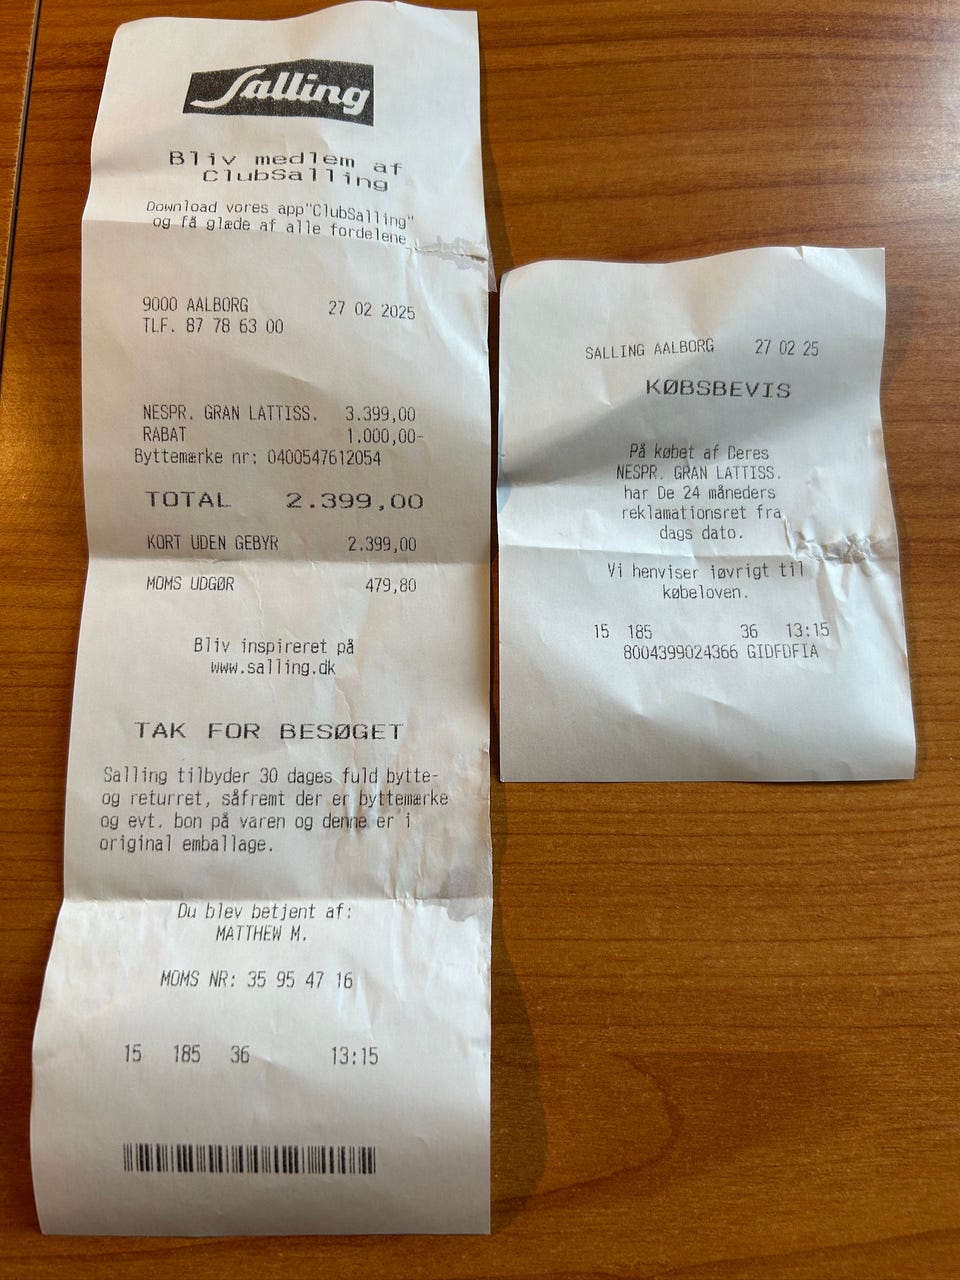 Salling
Bliv medlem af
ClubSalling
Download vores app"ClubSalling"
og få glæde af alle fordelene
9000 AALBORG 27 02 2025
TLF. 87 78 63 00
NESPR. GRAN LATTISS. 3.399,00
RABAT 1.000,00-
Byttemærke nr: 0400547612054
TOTAL 2.399,00
KORT UDEN GEBYR 2.399,00
MOMS UDGØR 479,80
Bliv inspireret på
www.salling.dk
TAK FOR BESØGET
Salling tilbyder 30 dages fuld bytte-
og returret, såfremt der er byttemærke
og evt. bon på varen og denne er i
original emballage.
Du blev betjent af:
MATTHEW M.
MOMS NR: 35 95 47 16
15 185 36 13:15
SALLING AALBORG 27 02 25
KØBSBEVIS
På købet af Deres
NESPR. GRAN LATTISS.
har De 24 måneders
reklamationsret fra
dags dato.
Vi henviser iøvrigt til
købeloven.
15 185 36 13:15
8004399024366 GIDFDFIA